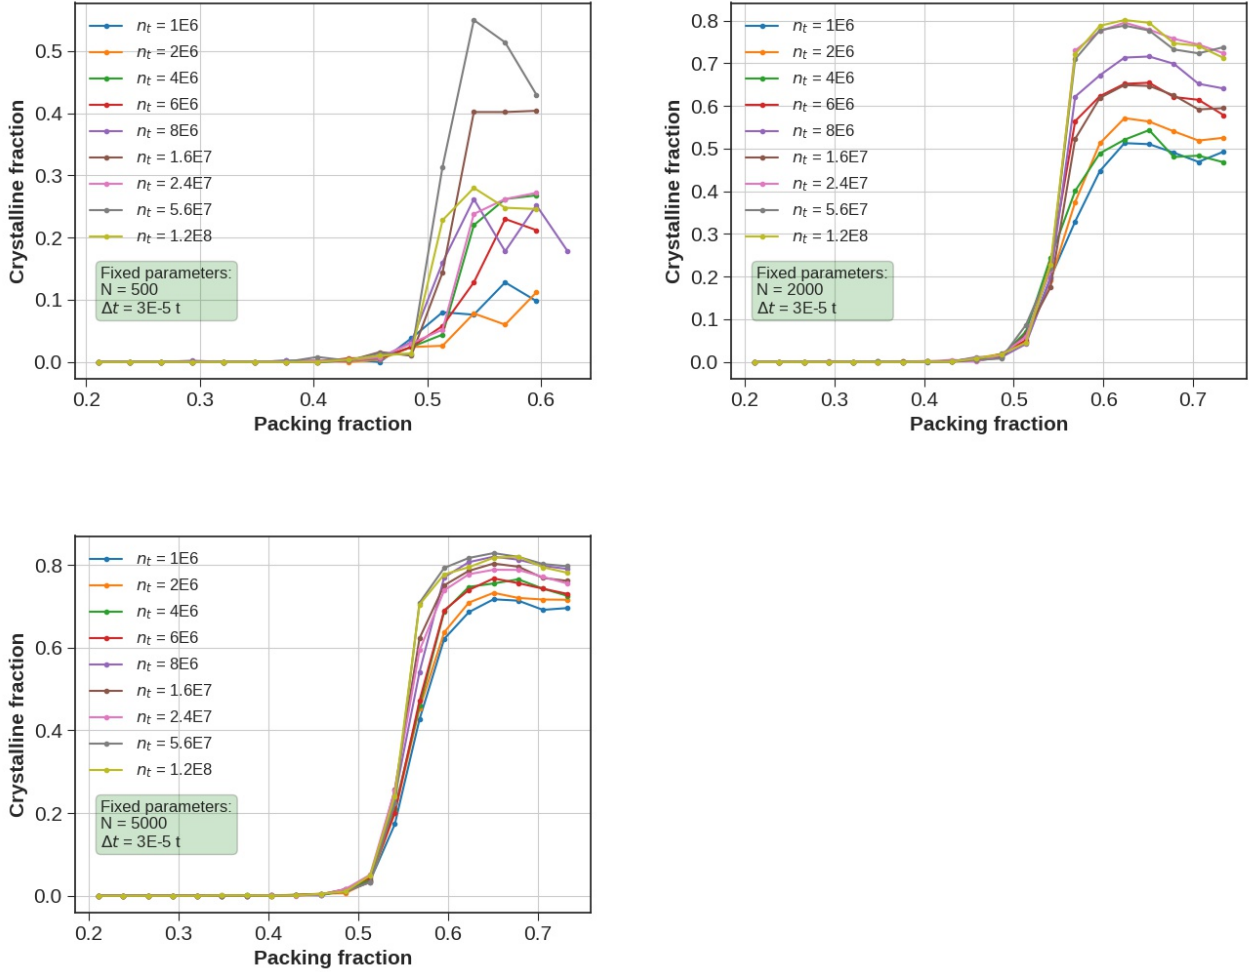 Crystalline fraction
0.5
0.4
0.3
0.2
0.1
0.0
n_t = 1E6
n_t = 2E6
n_t = 4E6
n_t = 6E6
n_t = 8E6
n_t = 1.6E7
n_t = 2.4E7
n_t = 5.6E7
n_t = 1.2E8
Fixed parameters:
N = 500
Δt = 3E-5 t
0.2 0.3 0.4 0.5 0.6
Packing fraction
Crystalline fraction
0.8
0.7
0.6
0.5
0.4
0.3
0.2
0.1
0.0
n_t = 1E6
n_t = 2E6
n_t = 4E6
n_t = 6E6
n_t = 8E6
n_t = 1.6E7
n_t = 2.4E7
n_t = 5.6E7
n_t = 1.2E8
Fixed parameters:
N = 2000
Δt = 3E-5 t
0.2 0.3 0.4 0.5 0.6 0.7
Packing fraction
Crystalline fraction
0.8
0.6
0.4
0.2
0.0
n_t = 1E6
n_t = 2E6
n_t = 4E6
n_t = 6E6
n_t = 8E6
n_t = 1.6E7
n_t = 2.4E7
n_t = 5.6E7
n_t = 1.2E8
Fixed parameters:
N = 5000
Δt = 3E-5 t
0.2 0.3 0.4 0.5 0.6 0.7
Packing fraction